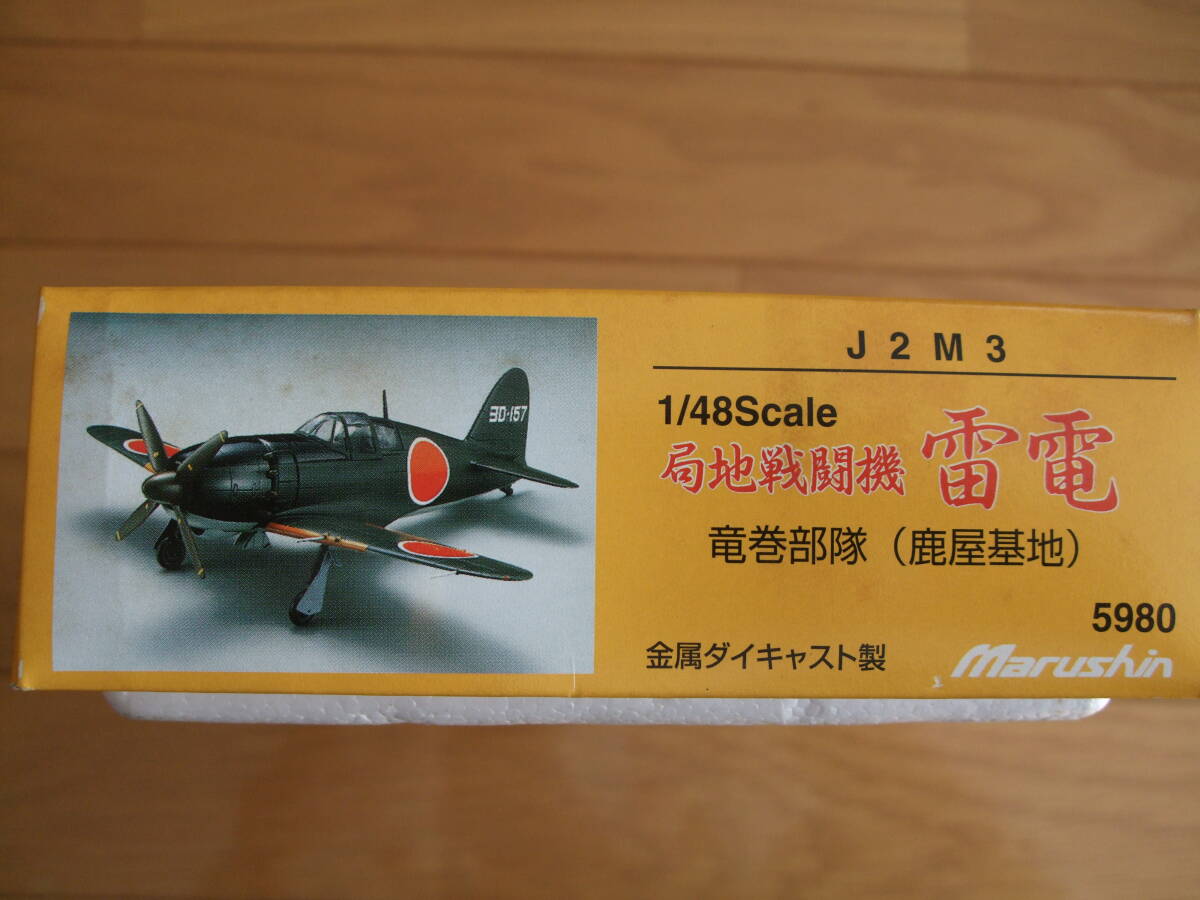 3D-157
J2M3
1/48Scale
局地戦闘機 雷電
竜巻部隊（鹿屋基地）
5980
金属ダイキャスト製
Marushin